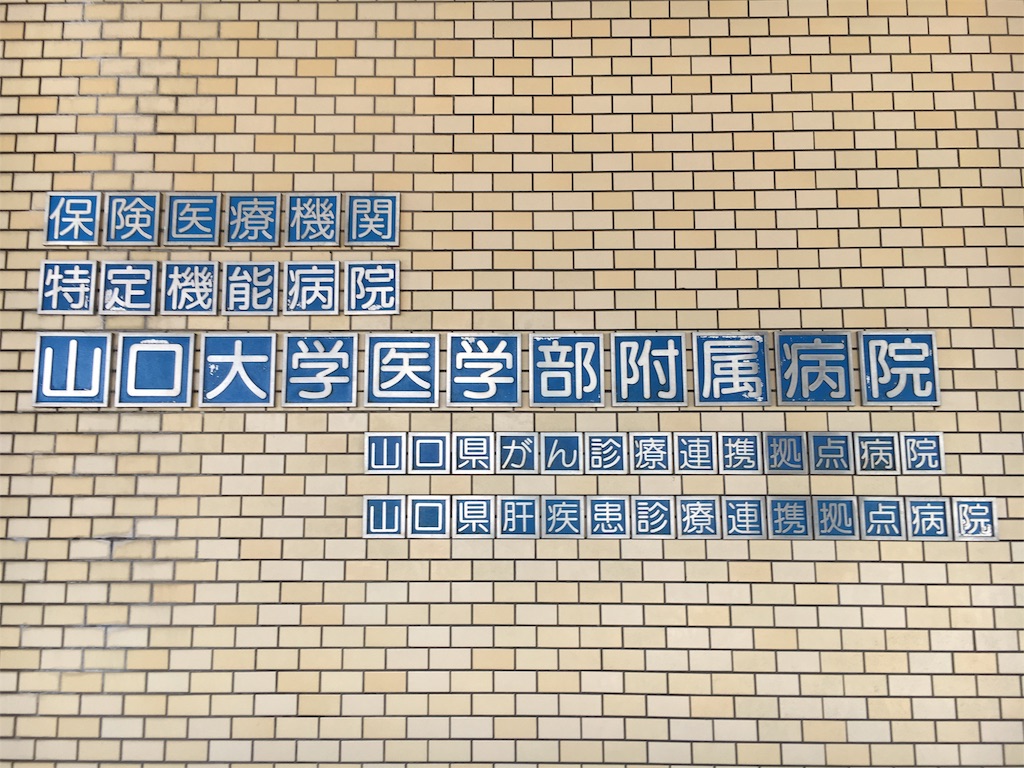 保険医療機関
特定機能病院
山口大学医学部附属病院
山口県がん診療連携拠点病院
山口県肝疾患診療連携拠点病院